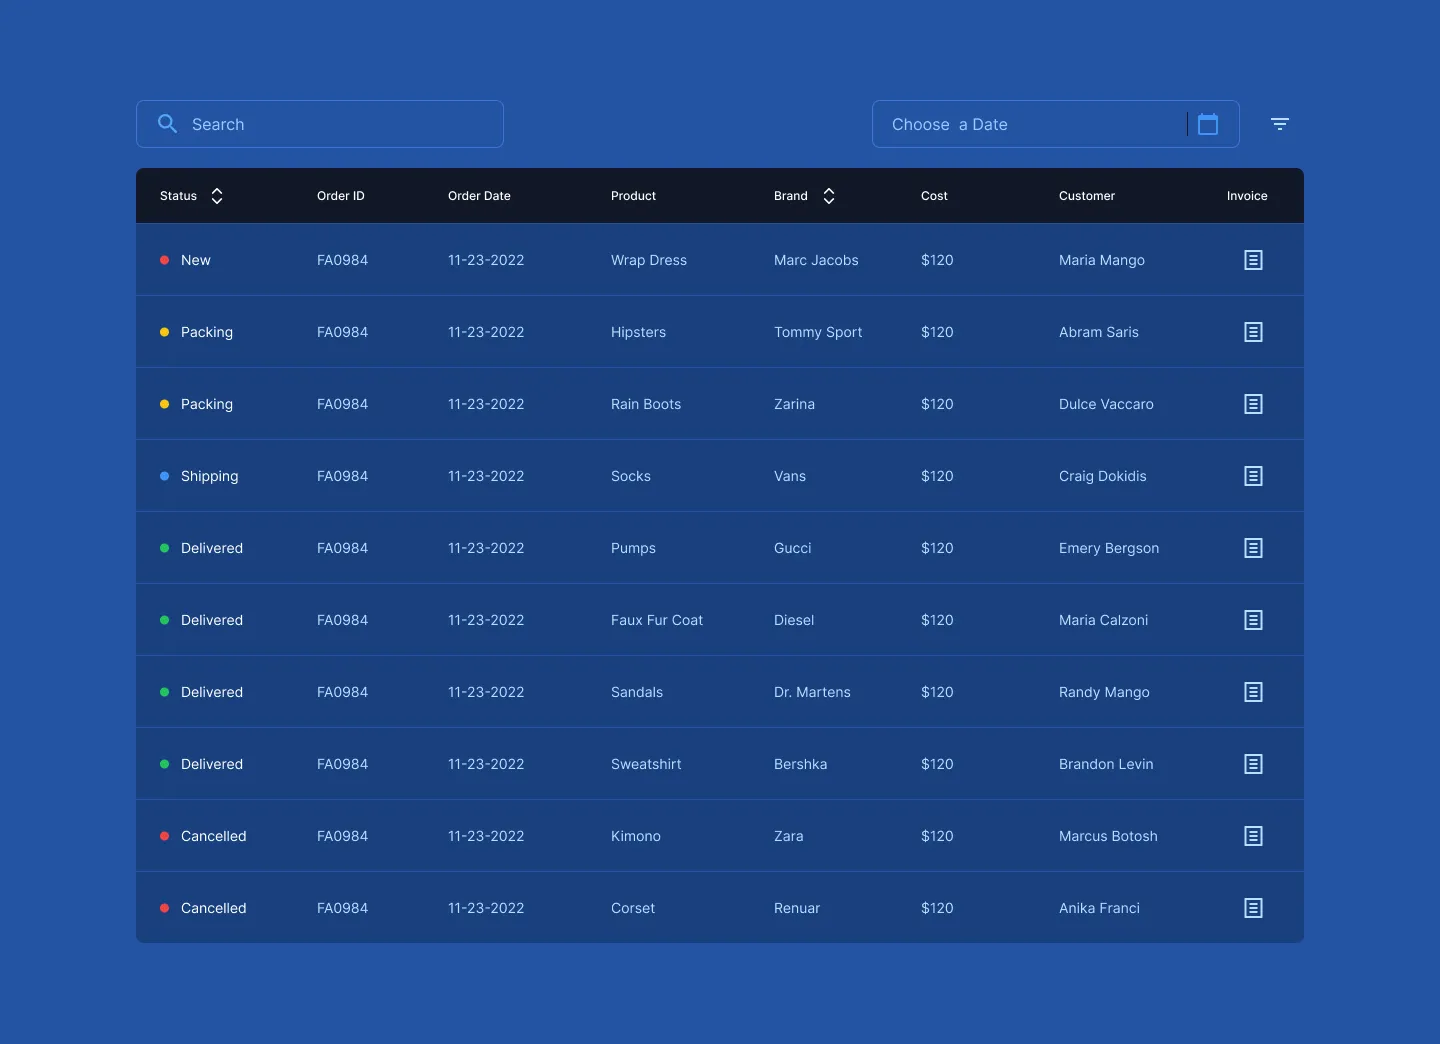 Search
Choose  a Date
Status Order ID Order Date Product Brand Cost Customer Invoice
New FA0984 11-23-2022 Wrap Dress Marc Jacobs $120 Maria Mango
Packing FA0984 11-23-2022 Hipsters Tommy Sport $120 Abram Saris
Packing FA0984 11-23-2022 Rain Boots Zarina $120 Dulce Vaccaro
Shipping FA0984 11-23-2022 Socks Vans $120 Craig Dokidis
Delivered FA0984 11-23-2022 Pumps Gucci $120 Emery Bergson
Delivered FA0984 11-23-2022 Faux Fur Coat Diesel $120 Maria Calzoni
Delivered FA0984 11-23-2022 Sandals Dr. Martens $120 Randy Mango
Delivered FA0984 11-23-2022 Sweatshirt Bershka $120 Brandon Levin
Cancelled FA0984 11-23-2022 Kimono Zara $120 Marcus Botosh
Cancelled FA0984 11-23-2022 Corset Renuar $120 Anika Franci